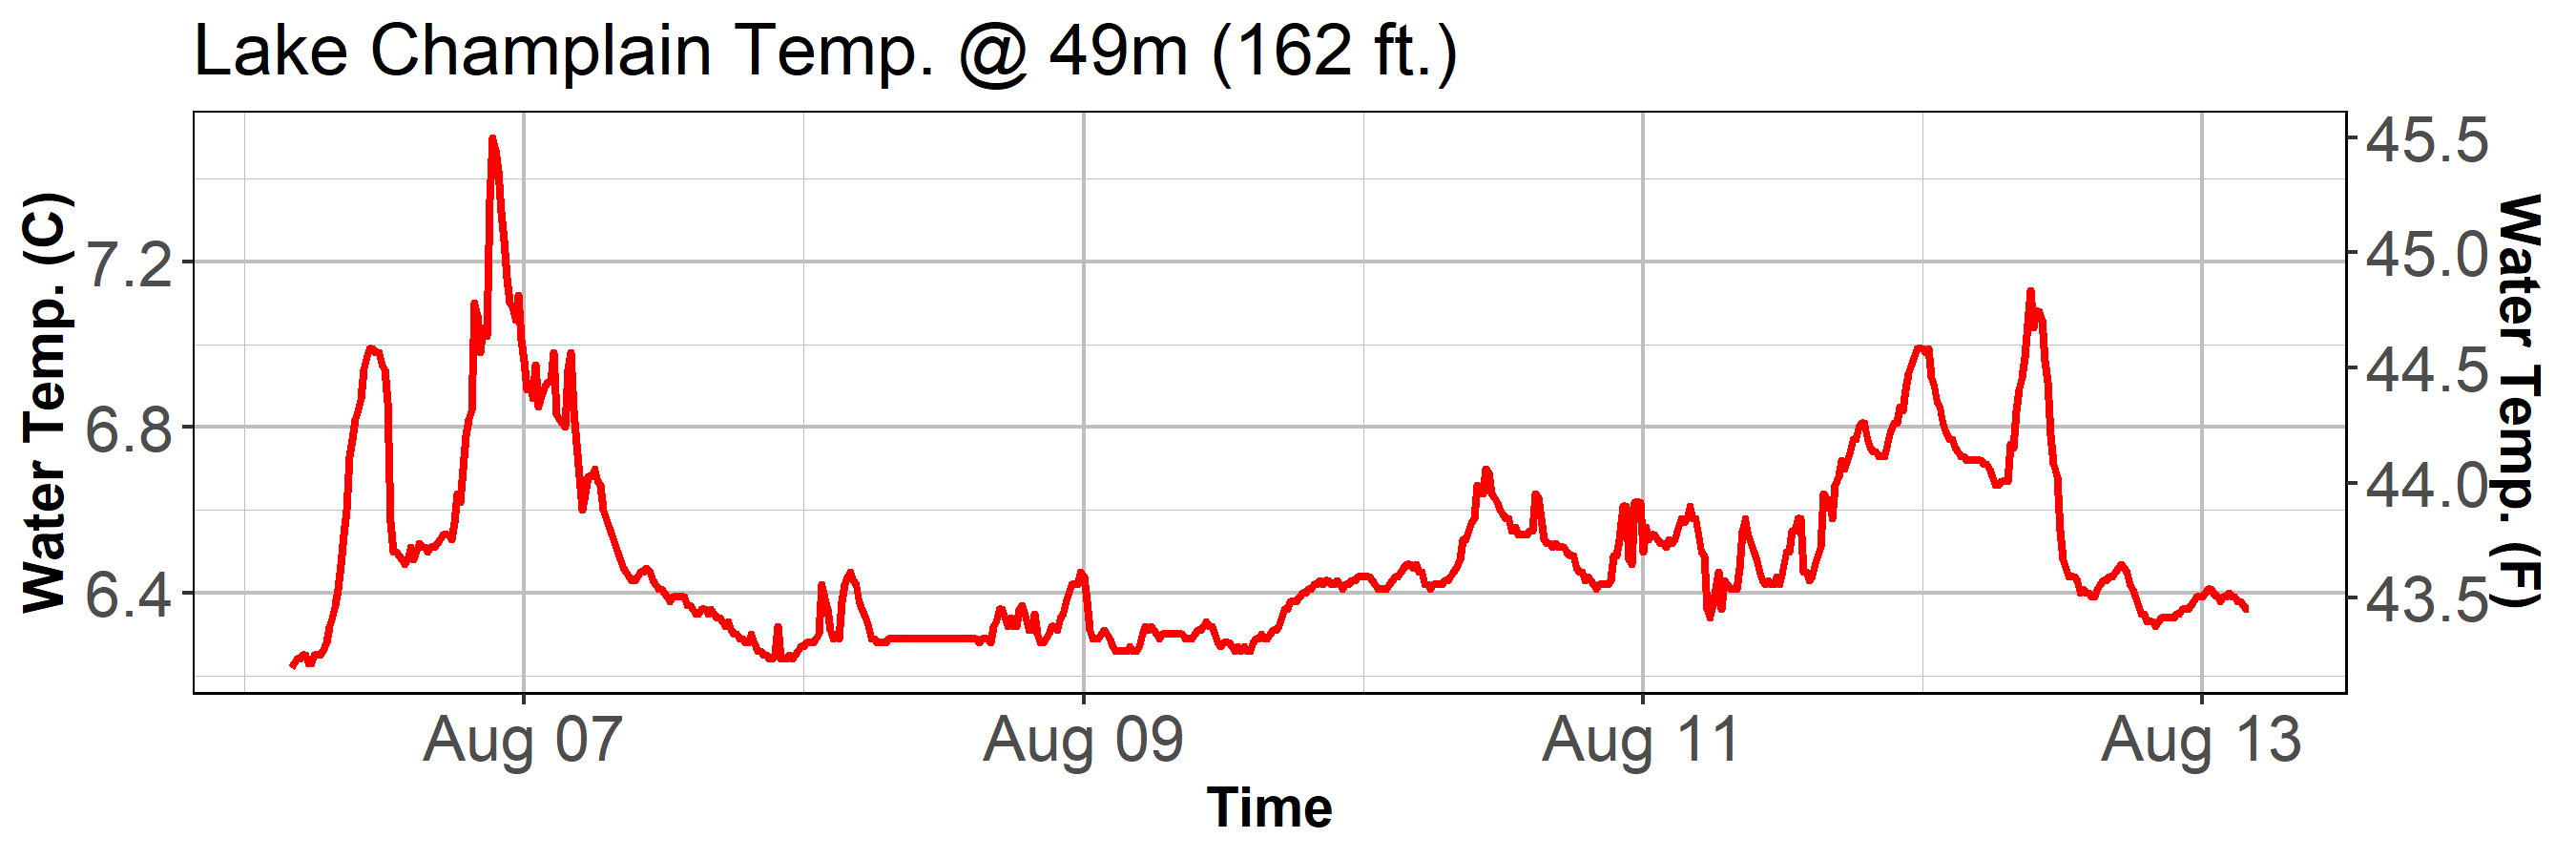 Lake Champlain Temp. @ 49m (162 ft.)
Water Temp. (C)
7.2
6.8
6.4
45.5
45.0
44.5
44.0
43.5
Water Temp. (F)
Aug 07 Aug 09 Aug 11 Aug 13
Time